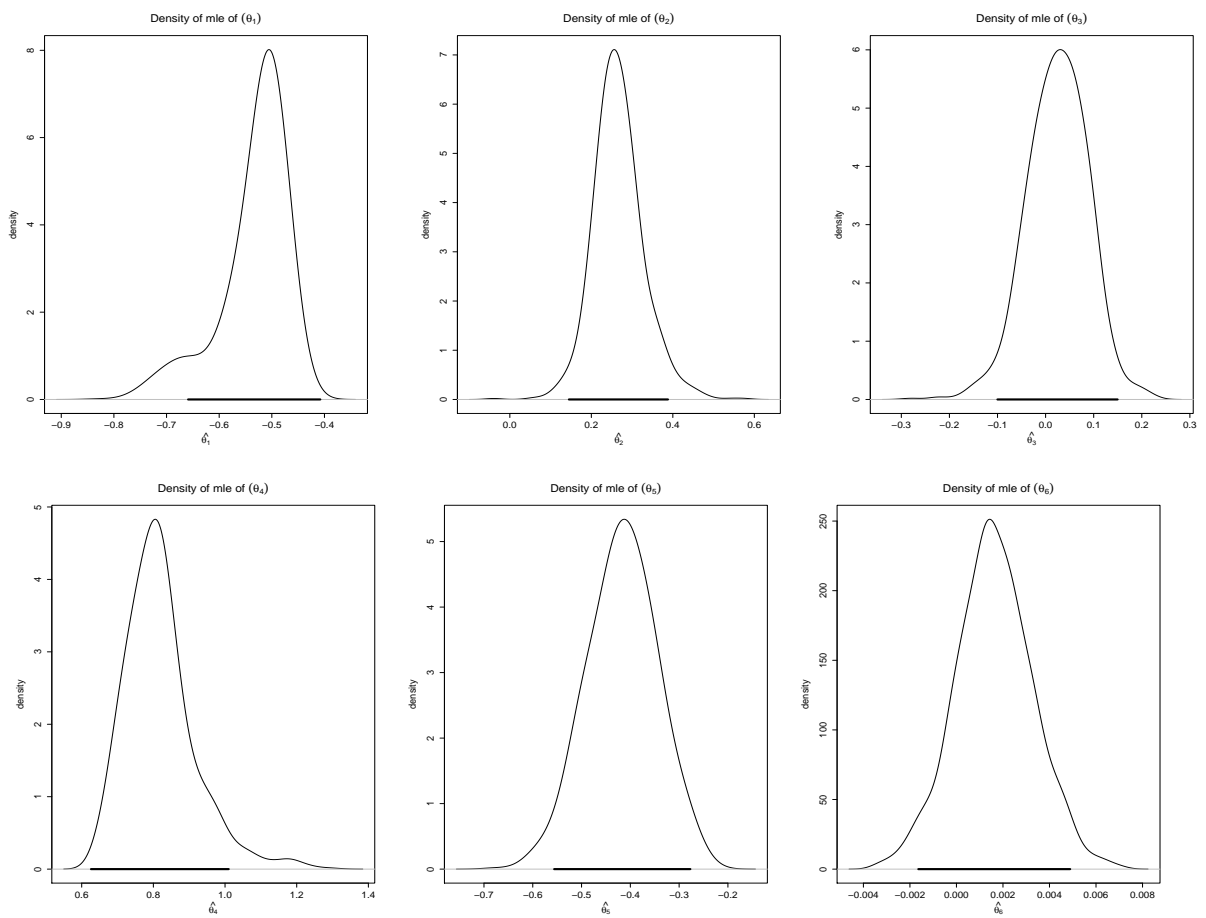 Density of mle of (θ₁)
density
0 2 4 6 8
−0.9 −0.8 −0.7 −0.6 −0.5 −0.4
θ̂₁
Density of mle of (θ₂)
density
0 1 2 3 4 5 6 7
0.0 0.2 0.4 0.6
θ̂₂
Density of mle of (θ₃)
density
0 1 2 3 4 5 6
−0.3 −0.2 −0.1 0.0 0.1 0.2 0.3
θ̂₃
Density of mle of (θ₄)
density
0 1 2 3 4 5
0.6 0.8 1.0 1.2 1.4
θ̂₄
Density of mle of (θ₅)
density
0 1 2 3 4 5
−0.7 −0.6 −0.5 −0.4 −0.3 −0.2
θ̂₅
Density of mle of (θ₆)
density
0 50 100 150 200 250
−0.004 −0.002 0.000 0.002 0.004 0.006 0.008
θ̂₆